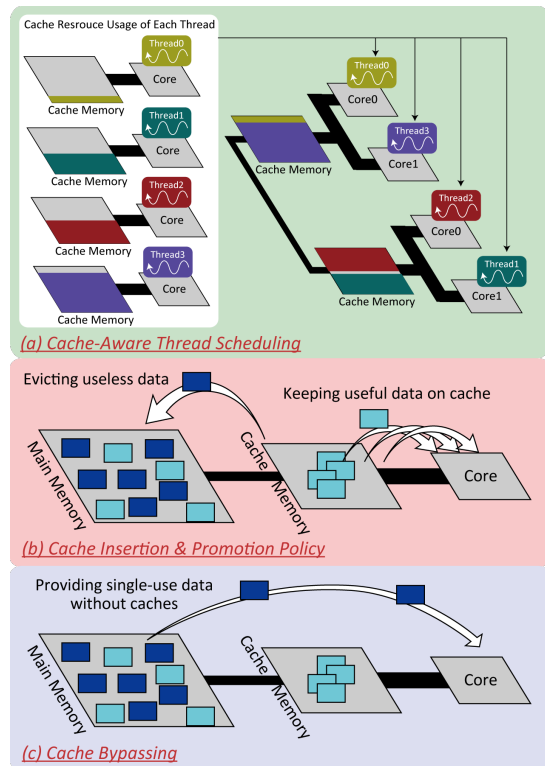 Cache Resrouce Usage of Each Thread
Thread0
Core
Cache Memory
Thread1
Core
Cache Memory
Thread2
Core
Cache Memory
Thread3
Core
Cache Memory
Thread0
Core0
Thread3
Core1
Cache Memory
Thread2
Core0
Thread1
Core1
Cache Memory
(a) Cache-Aware Thread Scheduling
Evicting useless data
Keeping useful data on cache
Main Memory
Cache Memory
Core
(b) Cache Insertion & Promotion Policy
Providing single-use data
without caches
Main Memory
Cache Memory
Core
(c) Cache Bypassing